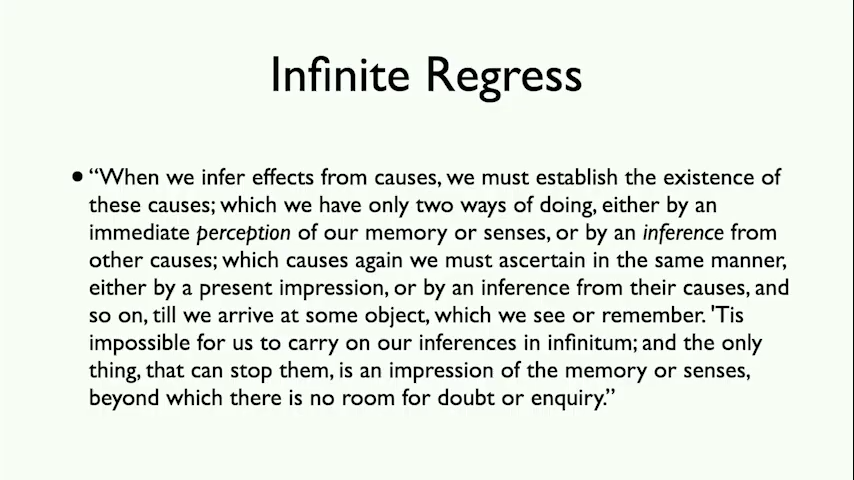 Infinite Regress
•“When we infer effects from causes, we must establish the existence of
these causes; which we have only two ways of doing, either by an
immediate perception of our memory or senses, or by an inference from
other causes; which causes again we must ascertain in the same manner,
either by a present impression, or by an inference from their causes, and
so on, till we arrive at some object, which we see or remember. 'Tis
impossible for us to carry on our inferences in infinitum; and the only
thing, that can stop them, is an impression of the memory or senses,
beyond which there is no room for doubt or enquiry.”